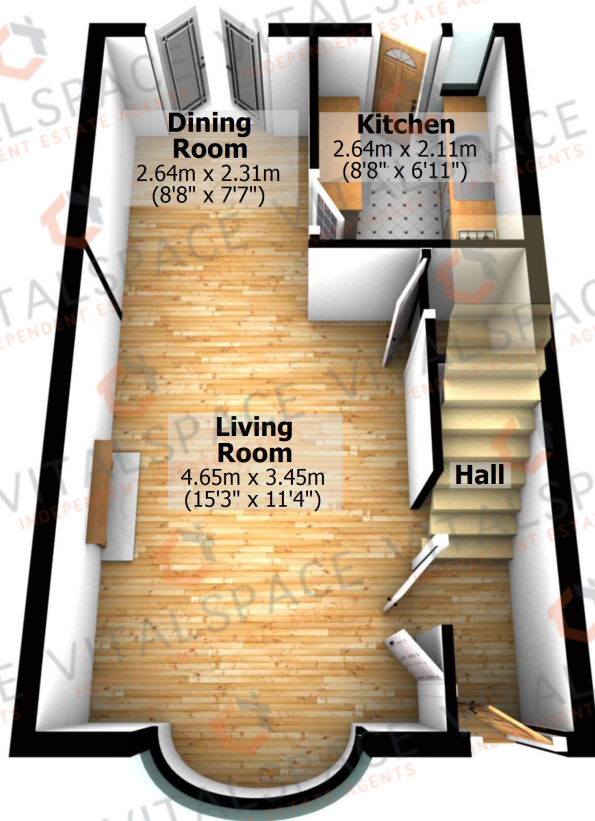 Dining
Room
2.64m x 2.31m
(8'8" x 7'7")
Kitchen
2.64m x 2.11m
(8'8" x 6'11")
Living
Room
4.65m x 3.45m
(15'3" x 11'4")
Hall
VITALSPACE
INDEPENDENT ESTATE AGENTS